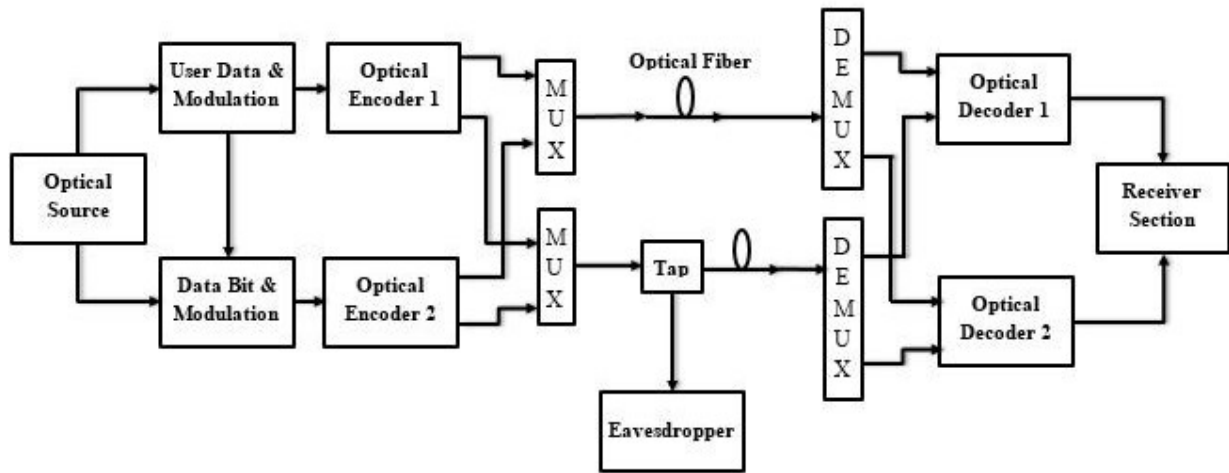 User Data &
Modulation
Optical
Encoder 1
M
U
X
Optical Fiber
D
E
M
U
X
Optical
Decoder 1
Optical
Source
Receiver
Section
Data Bit &
Modulation
Optical
Encoder 2
M
U
X
Tap
D
E
M
U
X
Optical
Decoder 2
Eavesdropper